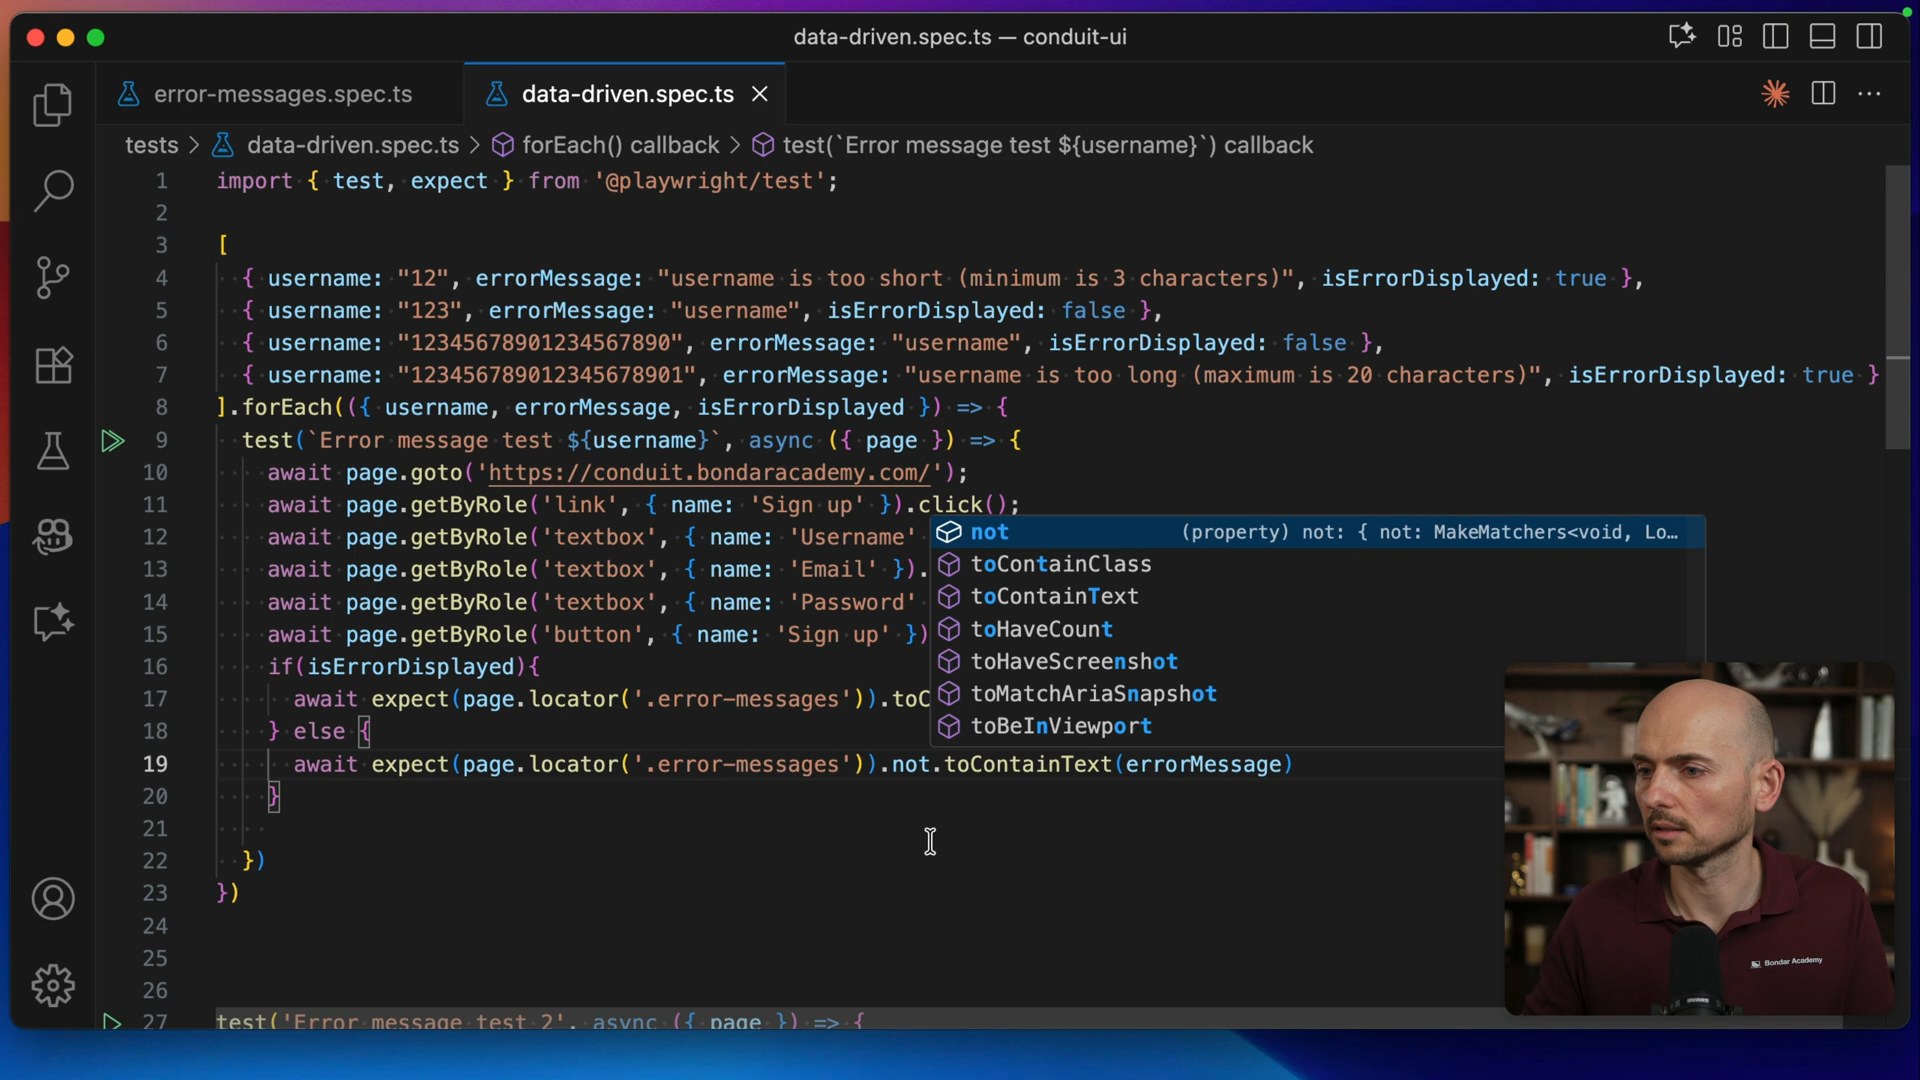 data-driven.spec.ts — conduit-ui
error-messages.spec.ts
data-driven.spec.ts
tests > data-driven.spec.ts > forEach() callback > test(`Error message test ${username}`) callback
1 import { test, expect } from '@playwright/test';
2
3 [
4 { username: "12", errorMessage: "username is too short (minimum is 3 characters)", isErrorDisplayed: true },
5 { username: "123", errorMessage: "username", isErrorDisplayed: false },
6 { username: "12345678901234567890", errorMessage: "username", isErrorDisplayed: false },
7 { username: "123456789012345678901", errorMessage: "username is too long (maximum is 20 characters)", isErrorDisplayed: true }
8 ].forEach(({ username, errorMessage, isErrorDisplayed }) => {
9 test(`Error message test ${username}`, async ({ page }) => {
10 await page.goto('https://conduit.bondaracademy.com/');
11 await page.getByRole('link', { name: 'Sign up' }).click();
12 await page.getByRole('textbox', { name: 'Username'
13 await page.getByRole('textbox', { name: 'Email' }).
14 await page.getByRole('textbox', { name: 'Password'
15 await page.getByRole('button', { name: 'Sign up' })
16 if(isErrorDisplayed){
17 await expect(page.locator('.error-messages')).toC
18 } else {
19 await expect(page.locator('.error-messages')).not.toContainText(errorMessage)
20 }
21
22 })
23 })
24
25
26
27 test('Error message test 2', async ({ page }) => {
not (property) not: { not: MakeMatchers<void, Lo…
toContainClass
toContainText
toHaveCount
toHaveScreenshot
toMatchAriaSnapshot
toBeInViewport
Bondar Academy